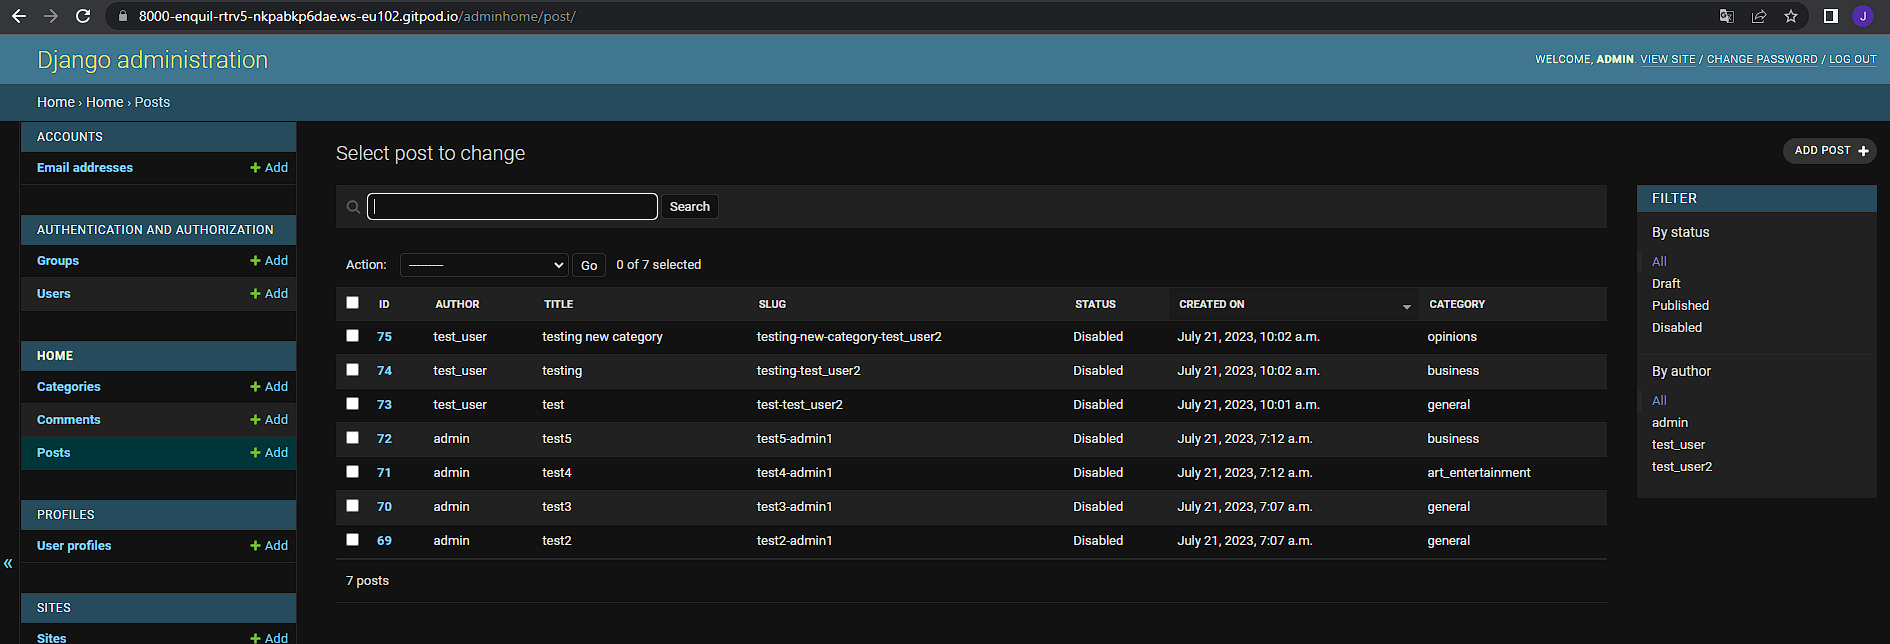 8000-enquil-rtrv5-nkpabkp6dae.ws-eu102.gitpod.io/adminhome/post/
J
Django administration
WELCOME, ADMIN. VIEW SITE / CHANGE PASSWORD / LOG OUT
Home › Home › Posts
ACCOUNTS
Email addresses + Add
AUTHENTICATION AND AUTHORIZATION
Groups + Add
Users + Add
HOME
Categories + Add
Comments + Add
Posts + Add
PROFILES
User profiles + Add
SITES
Sites + Add
«
Select post to change
ADD POST +
Search
Action: --------- Go 0 of 7 selected
ID AUTHOR TITLE SLUG STATUS CREATED ON CATEGORY
75 test_user testing new category testing-new-category-test_user2 Disabled July 21, 2023, 10:02 a.m. opinions
74 test_user testing testing-test_user2 Disabled July 21, 2023, 10:02 a.m. business
73 test_user test test-test_user2 Disabled July 21, 2023, 10:01 a.m. general
72 admin test5 test5-admin1 Disabled July 21, 2023, 7:12 a.m. business
71 admin test4 test4-admin1 Disabled July 21, 2023, 7:12 a.m. art_entertainment
70 admin test3 test3-admin1 Disabled July 21, 2023, 7:07 a.m. general
69 admin test2 test2-admin1 Disabled July 21, 2023, 7:07 a.m. general
7 posts
FILTER
By status
All
Draft
Published
Disabled
By author
All
admin
test_user
test_user2